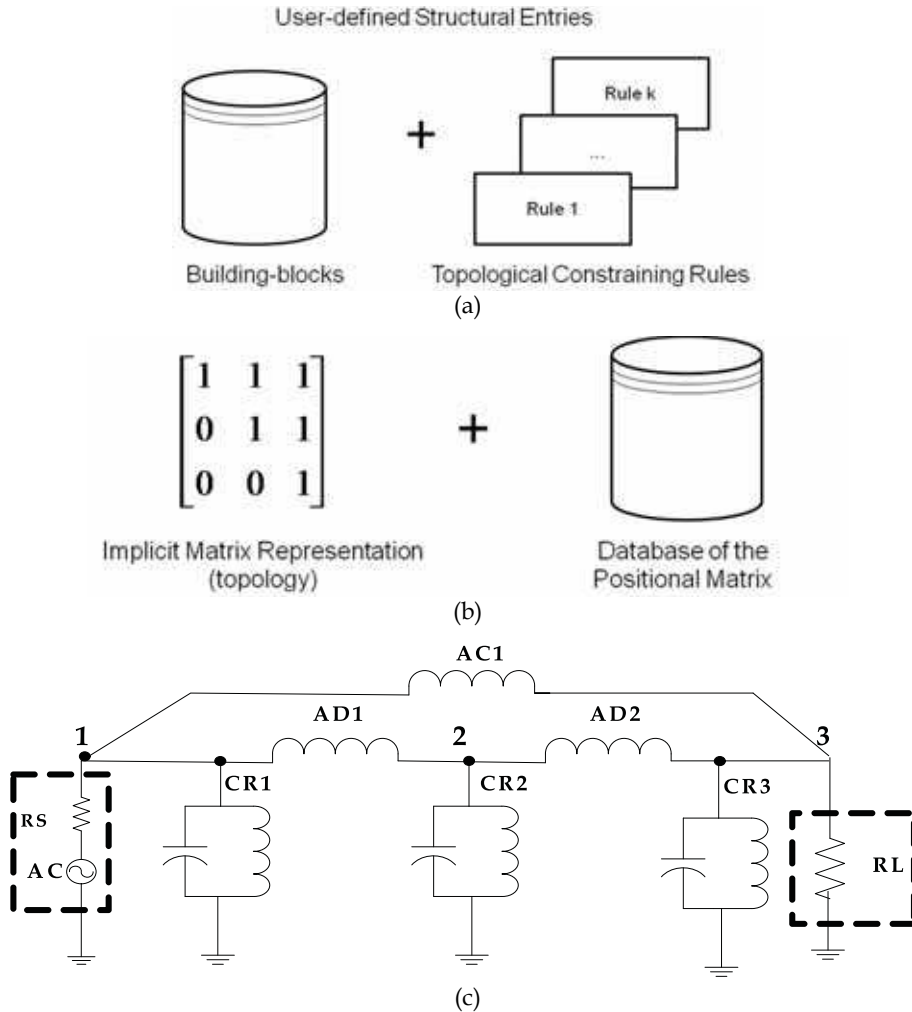 User-defined Structural Entries
Rule k
...
Rule 1
+
Building-blocks
Topological Constraining Rules
(a)
1 1 1
0 1 1
0 0 1
+
Implicit Matrix Representation
(topology)
Database of the
Positional Matrix
(b)
AC1
AD1
AD2
1
2
3
CR1
CR2
CR3
RS
AC
RL
(c)